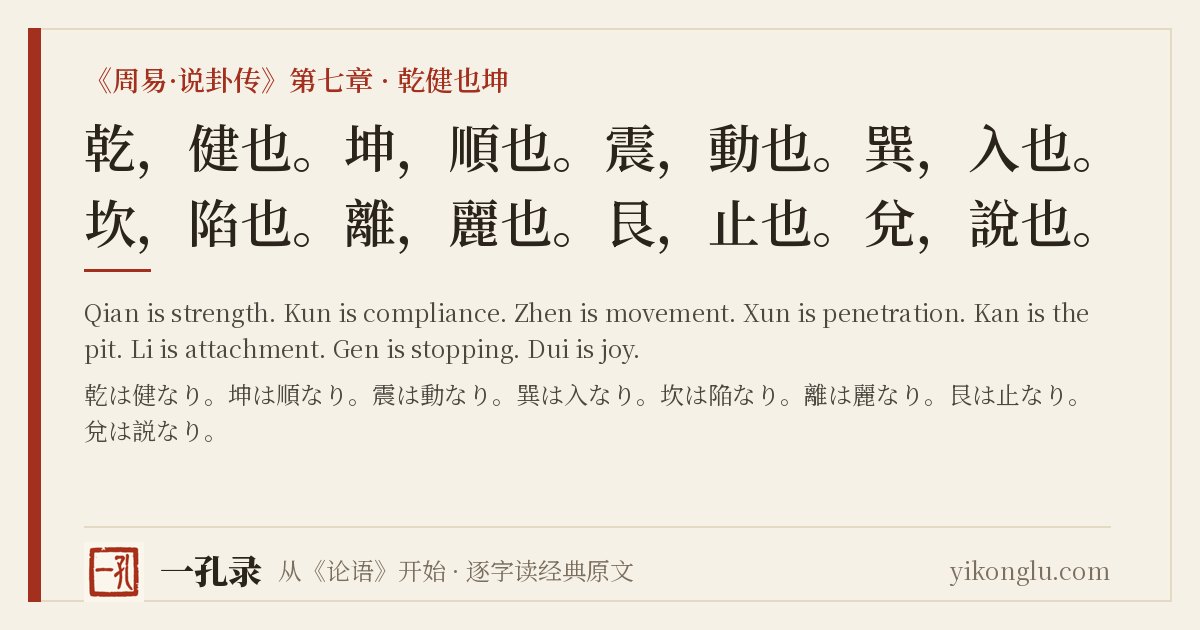 《周易·说卦传》第七章 · 乾健也坤
乾，健也。坤，順也。震，動也。巽，入也。
坎，陷也。離，麗也。艮，止也。兌，說也。
Qian is strength. Kun is compliance. Zhen is movement. Xun is penetration. Kan is the
pit. Li is attachment. Gen is stopping. Dui is joy.
乾は健なり。坤は順なり。震は動なり。巽は入なり。坎は陥なり。離は麗なり。艮は止なり。
兌は説なり。
一孔
一孔录
从《论语》开始 · 逐字读经典原文
yikonglu.com